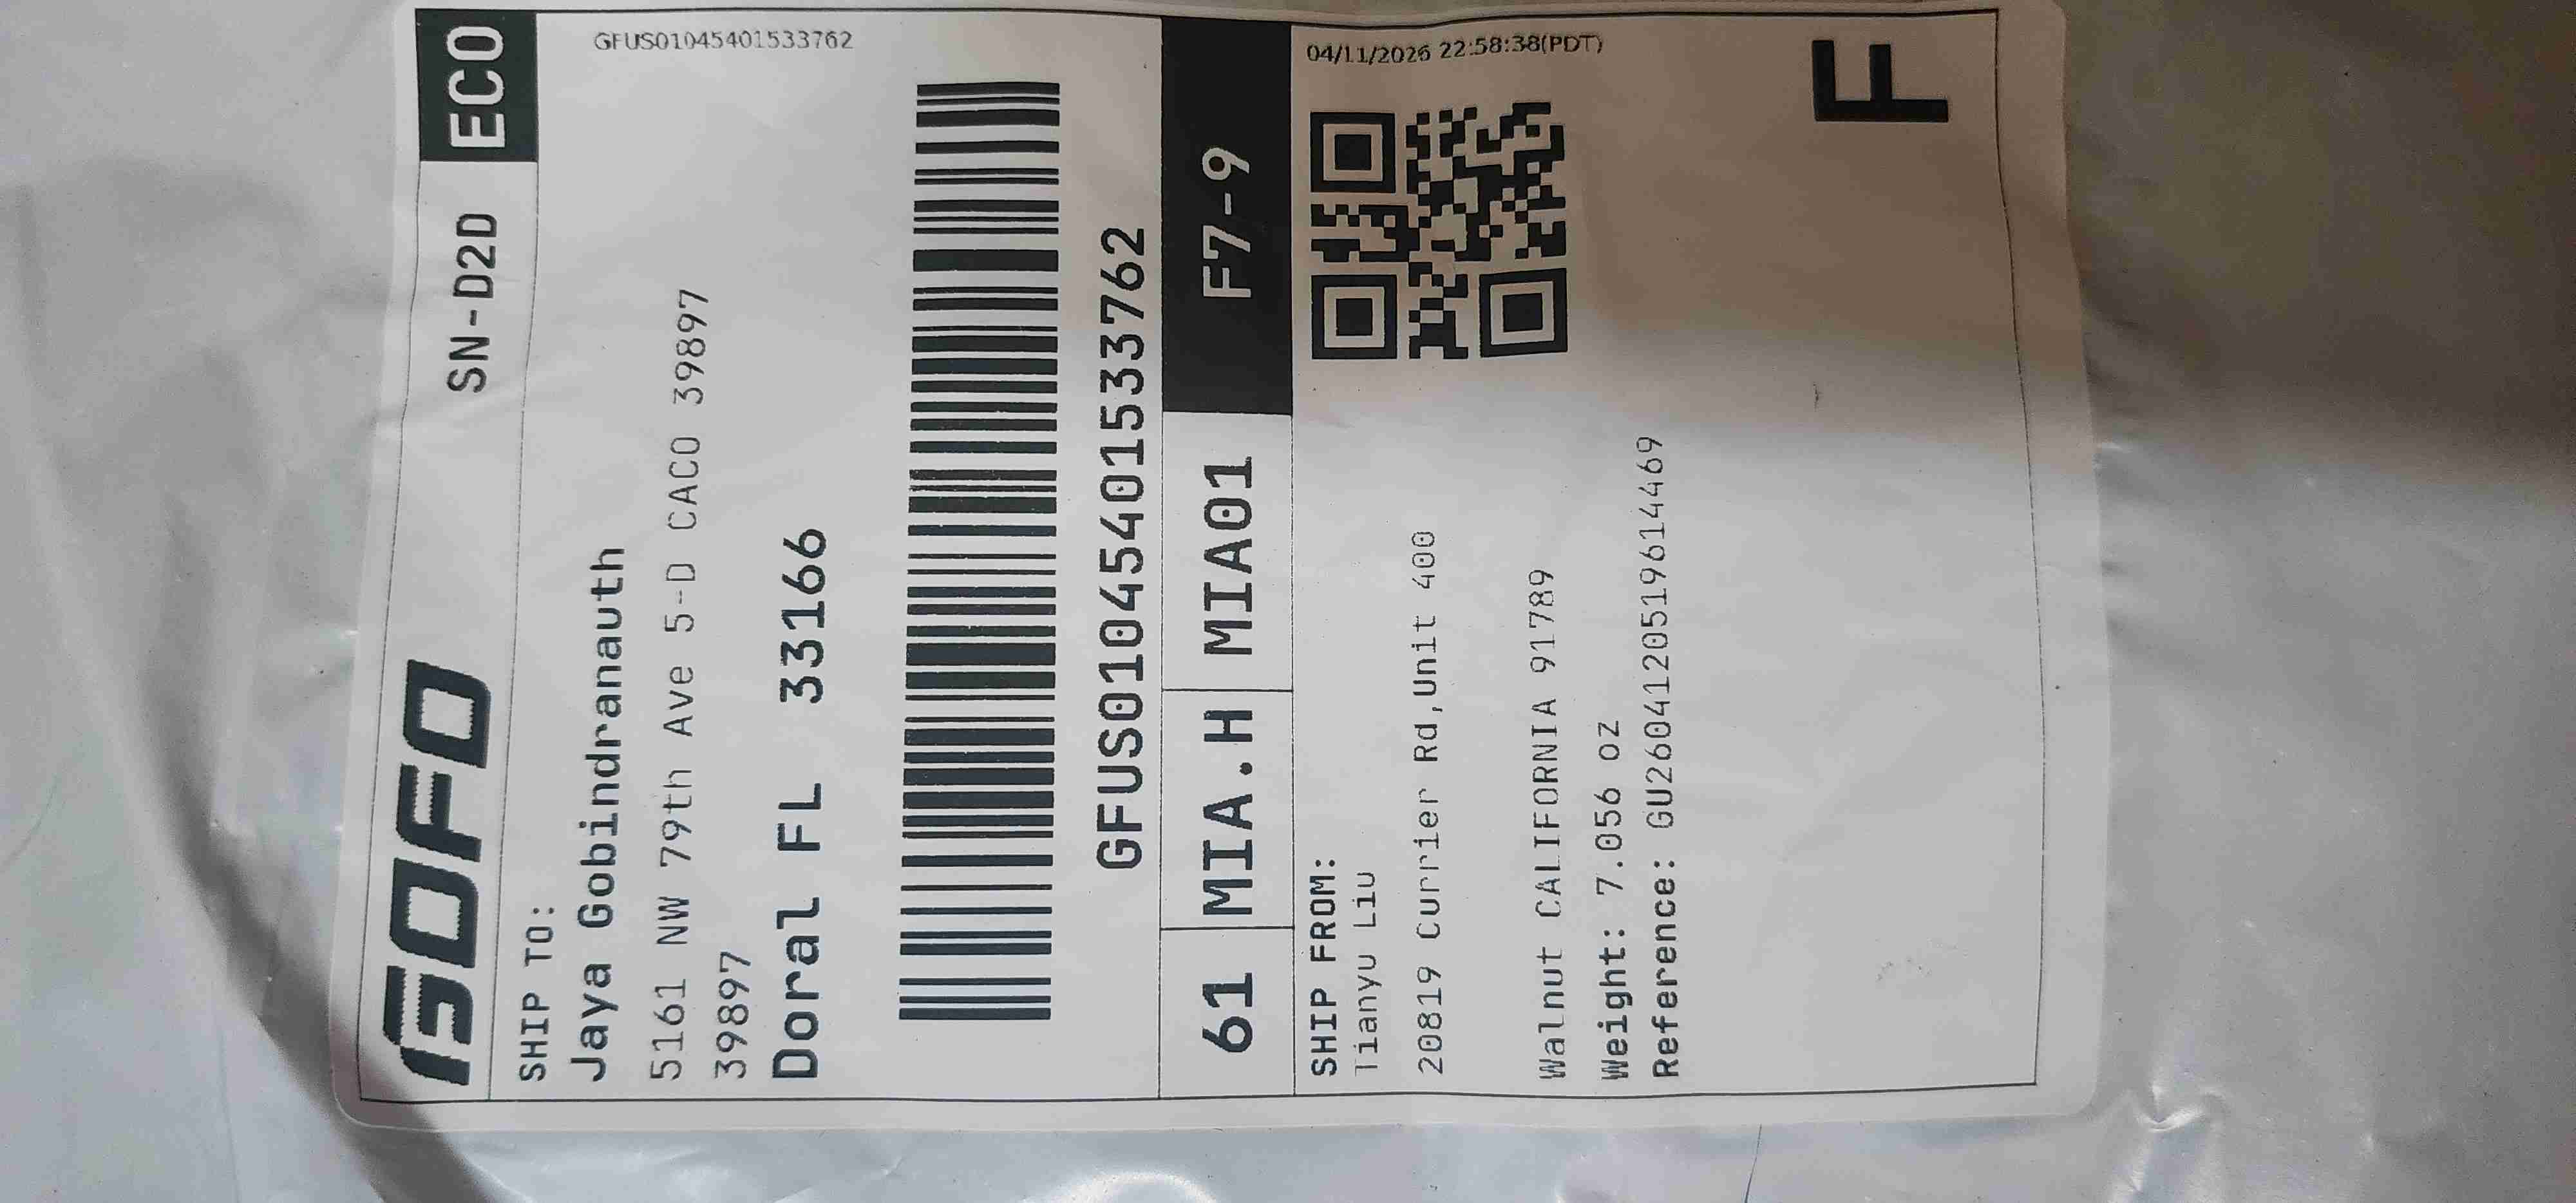 GOFO
SN-D2D
ECO
GFUS01045401533762
SHIP TO:
Jaya Gobindranauth
5161 NW 79th Ave 5-D CACO 39897
39897
Doral FL 33166
GFUS01045401533762
61 MIA.H MIA01 F7-9
04/11/2026 22:58:38(PDT)
SHIP FROM:
Tianyu Liu
20819 Currier Rd,Unit 400
Walnut CALIFORNIA 91789
Weight: 7.056 oz
Reference: GU260412051961446​9
F